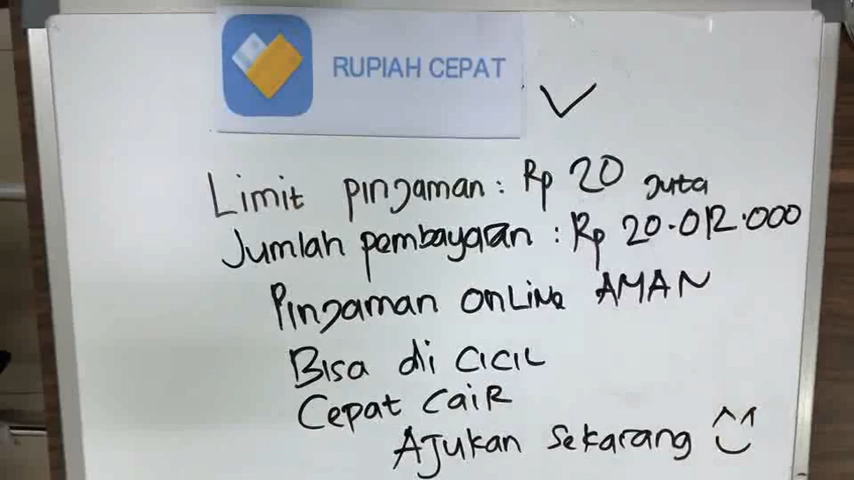 RUPIAH CEPAT
Limit pinjaman : Rp 20 Juta
Jumlah pembayaran : Rp 20.012.000
Pinjaman online AMAN
Bisa di cicil
Cepat caiR
Ajukan Sekarang